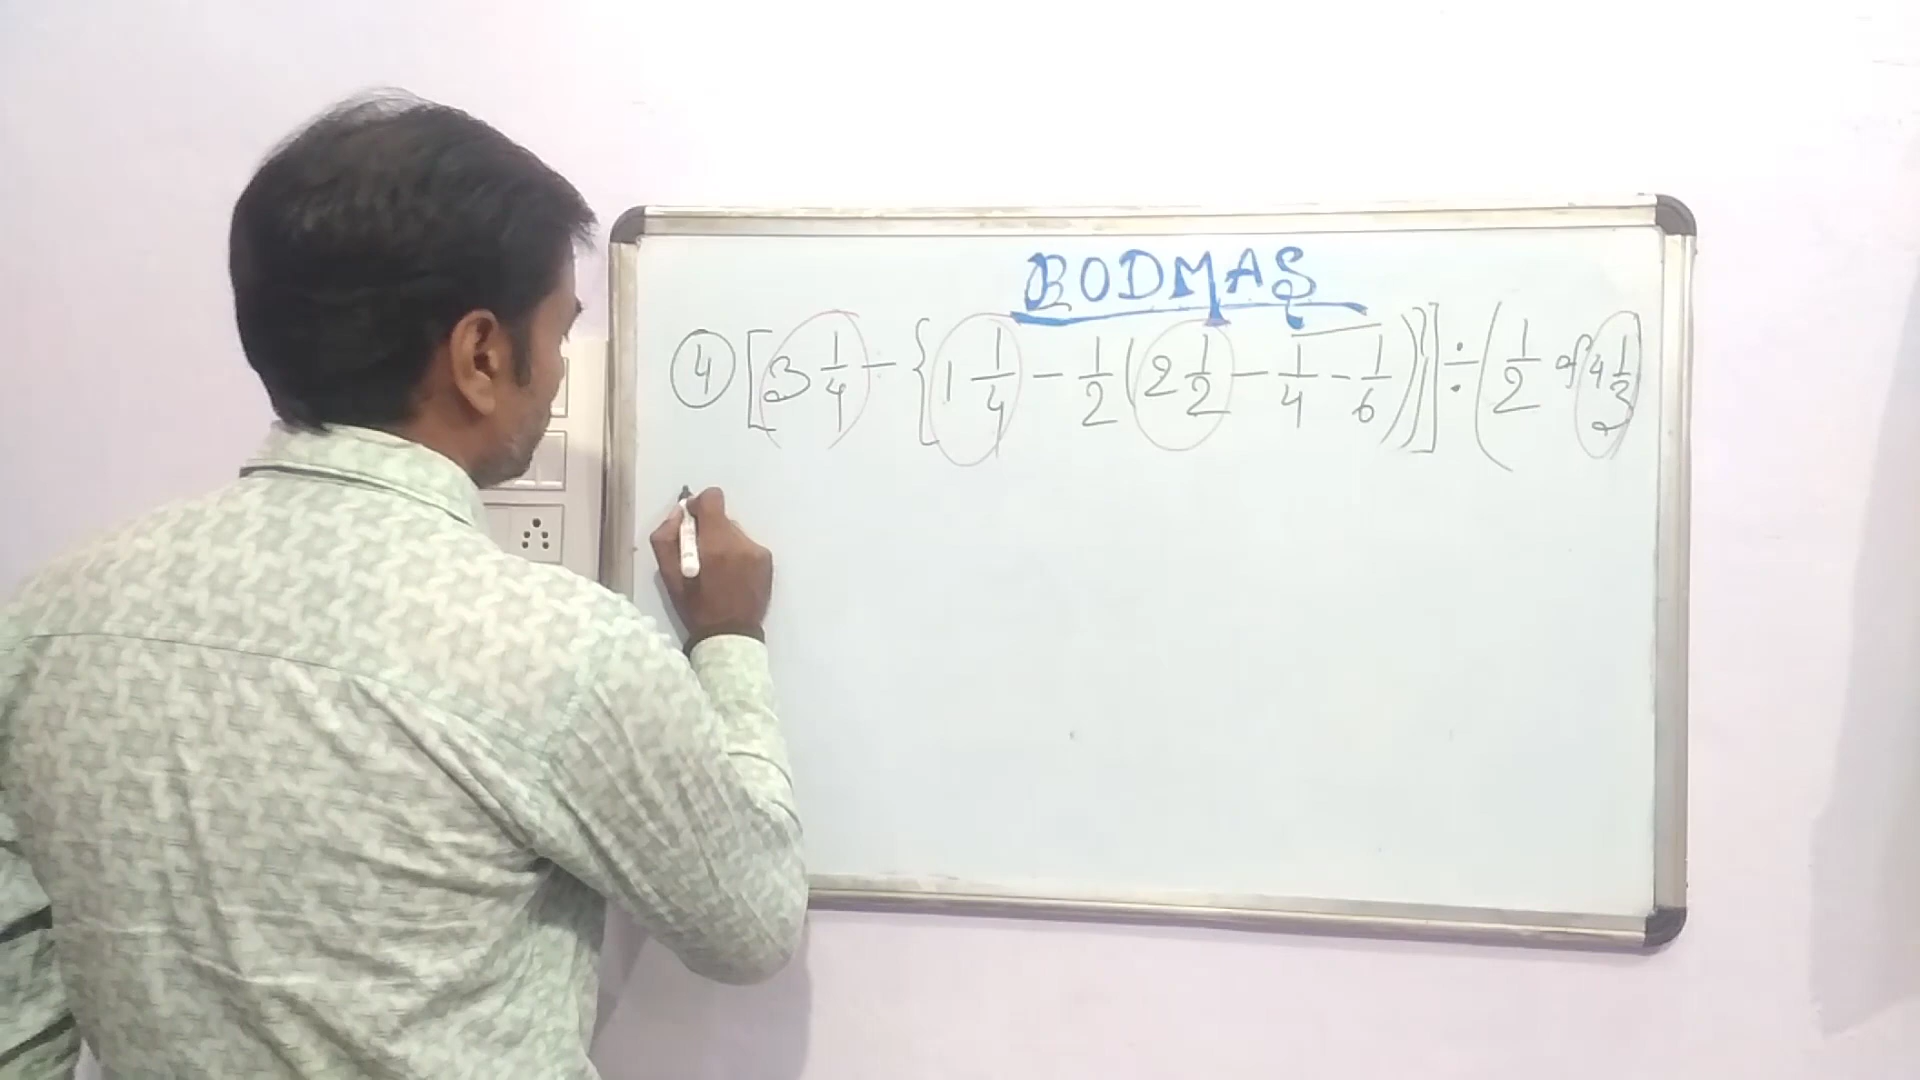 BODMAS
④ [3 1/4 - {1 1/4 - 1/2 (2 1/2 - 1/4 - 1/6)}] ÷ (1/2 of 4 1/3)